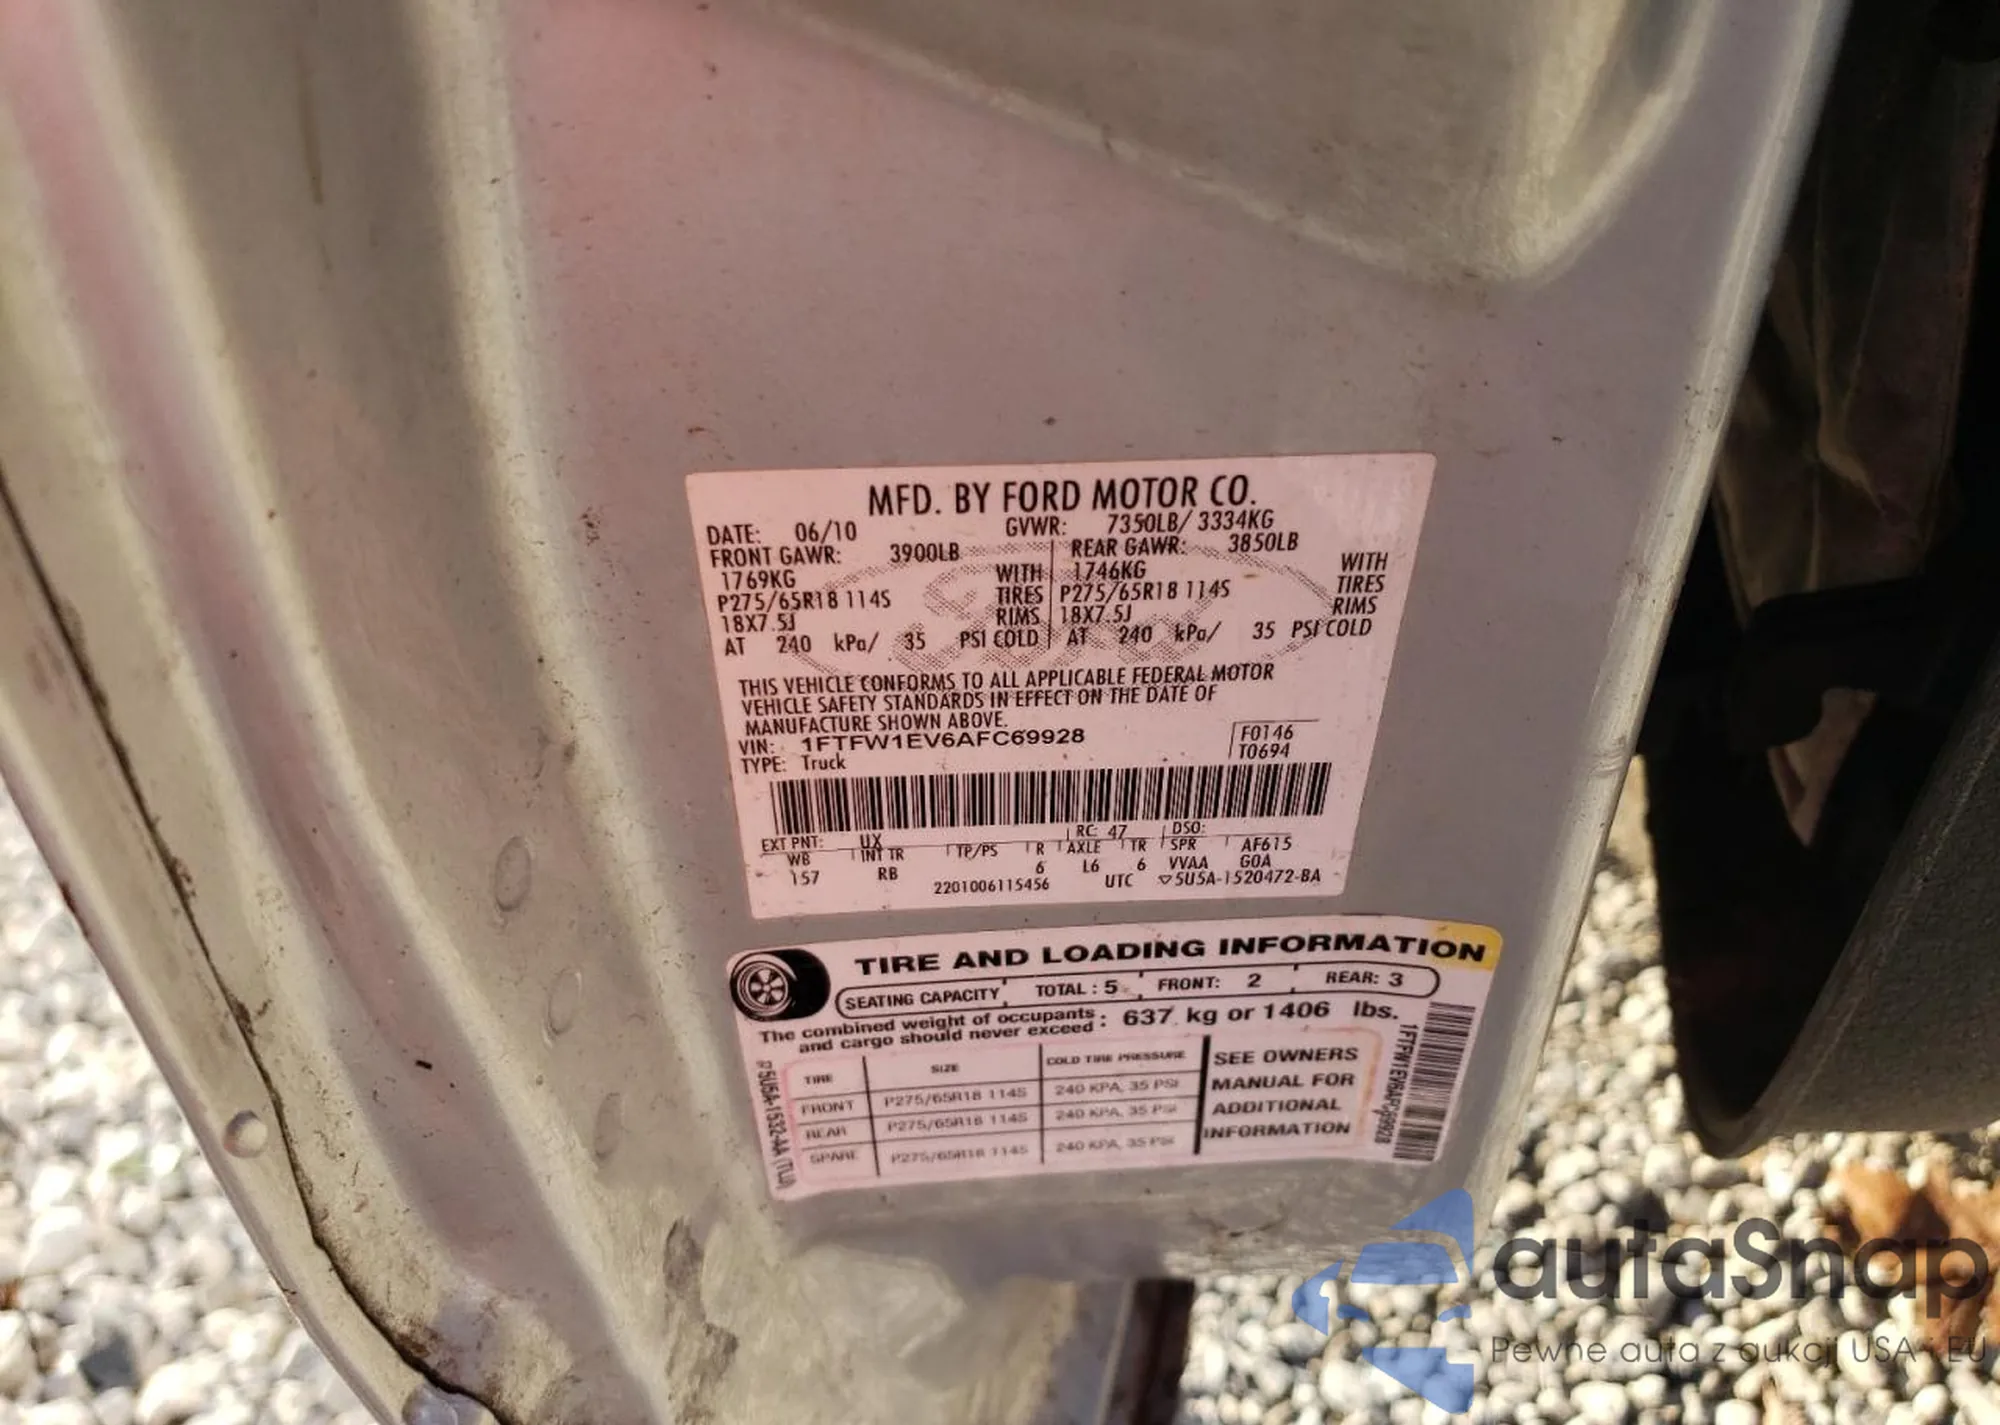 MFD. BY FORD MOTOR CO.
DATE: 06/10 GVWR: 7350LB/ 3334KG
FRONT GAWR: 3900LB REAR GAWR: 3850LB
1769KG WITH 1746KG WITH
P275/65R18 114S TIRES P275/65R18 114S TIRES
18X7.5J RIMS 18X7.5J RIMS
AT 240 kPa/ 35 PSI COLD AT 240 kPa/ 35 PSI COLD
THIS VEHICLE CONFORMS TO ALL APPLICABLE FEDERAL MOTOR
VEHICLE SAFETY STANDARDS IN EFFECT ON THE DATE OF
MANUFACTURE SHOWN ABOVE.
VIN: 1FTFW1EV6AFC69928 F0146
TYPE: Truck T0694
EXT PNT: UX RC: 47 DSO:
WB INT TR TP/PS R AXLE TR SPR AF615
157 RB 6 L6 6 VVAA GOA
2201006115456 UTC ▽5U5A-1520472-BA
TIRE AND LOADING INFORMATION
SEATING CAPACITY TOTAL : 5 FRONT: 2 REAR: 3
The combined weight of occupants and cargo should never exceed : 637 kg or 1406 lbs.
TIRE SIZE COLD TIRE PRESSURE
FRONT P275/65R18 114S 240 KPA, 35 PSI
REAR P275/65R18 114S 240 KPA, 35 PSI
SPARE P275/65R18 114S 240 KPA, 35 PSI
SEE OWNERS
MANUAL FOR
ADDITIONAL
INFORMATION
1FTFW1EV6AFC69928
5U5A-1532-AA (TLU)
autaSnap
Pewne auta z aukcji USA i EU